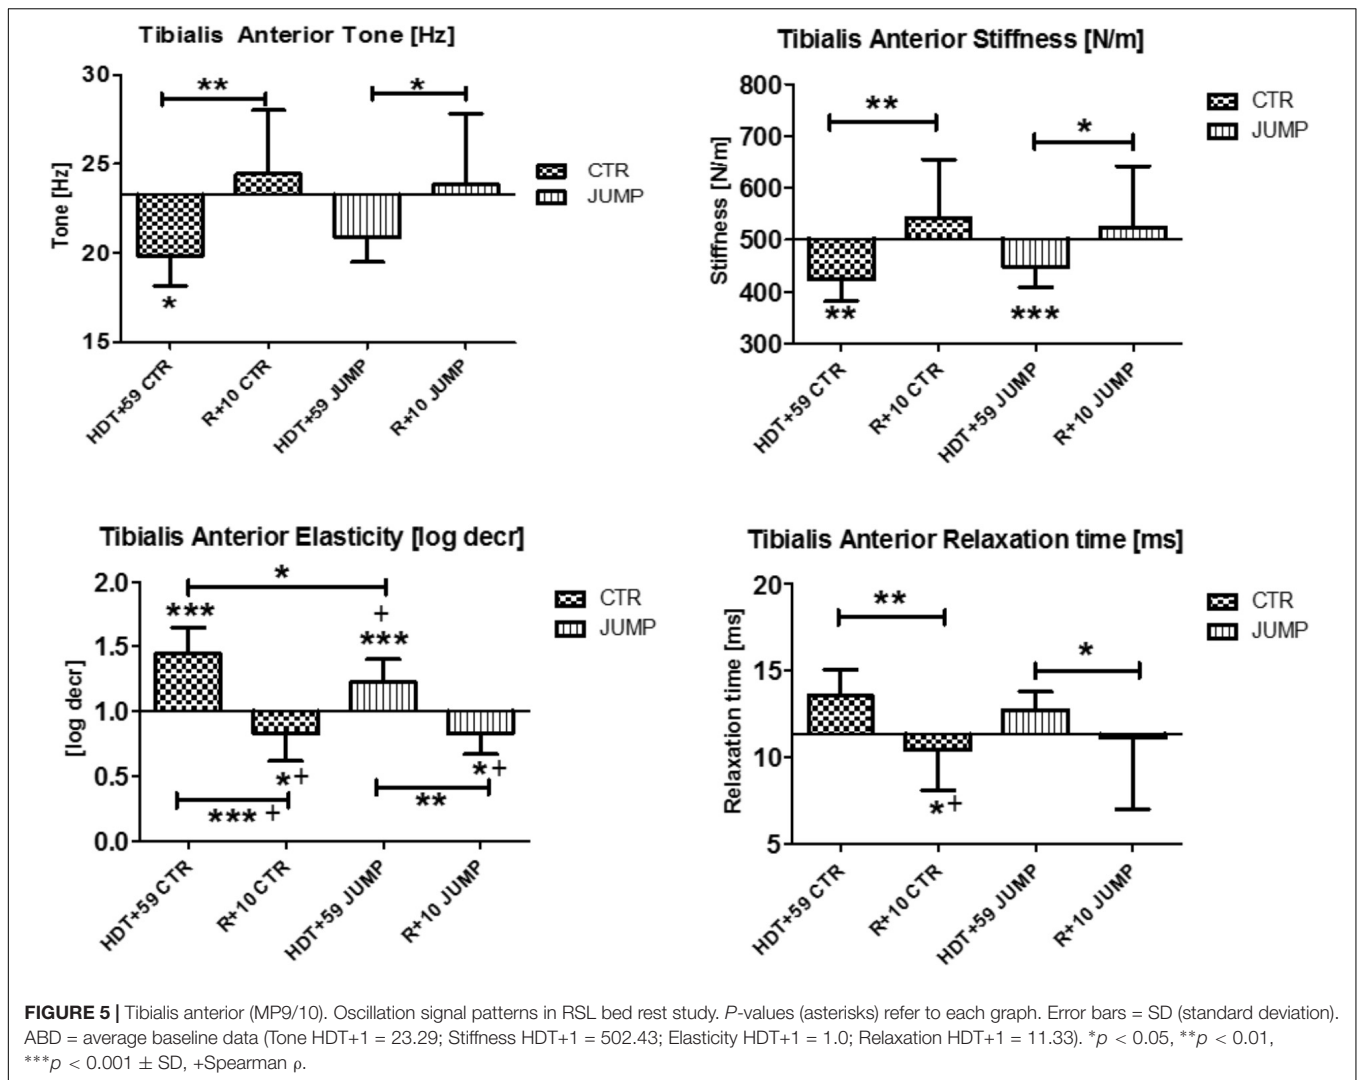 Tibialis Anterior Tone [Hz]
30
25
20
15
Tone [Hz]
**
*
*
CTR
JUMP
HDT+59 CTR
R+10 CTR
HDT+59 JUMP
R+10 JUMP
Tibialis Anterior Stiffness [N/m]
800
700
600
500
400
300
Stiffness [N/m]
**
*
**
***
CTR
JUMP
HDT+59 CTR
R+10 CTR
HDT+59 JUMP
R+10 JUMP
Tibialis Anterior Elasticity [log decr]
2.0
1.5
1.0
0.5
0.0
[log decr]
*
***
+
***
*+
*+
*** +
**
CTR
JUMP
HDT+59 CTR
R+10 CTR
HDT+59 JUMP
R+10 JUMP
Tibialis Anterior Relaxation time [ms]
20
15
10
5
Relaxation time [ms]
**
*
*+
CTR
JUMP
HDT+59 CTR
R+10 CTR
HDT+59 JUMP
R+10 JUMP
FIGURE 5 | Tibialis anterior (MP9/10). Oscillation signal patterns in RSL bed rest study. P-values (asterisks) refer to each graph. Error bars = SD (standard deviation).
ABD = average baseline data (Tone HDT+1 = 23.29; Stiffness HDT+1 = 502.43; Elasticity HDT+1 = 1.0; Relaxation HDT+1 = 11.33). *p < 0.05, **p < 0.01,
***p < 0.001 ± SD, +Spearman ρ.